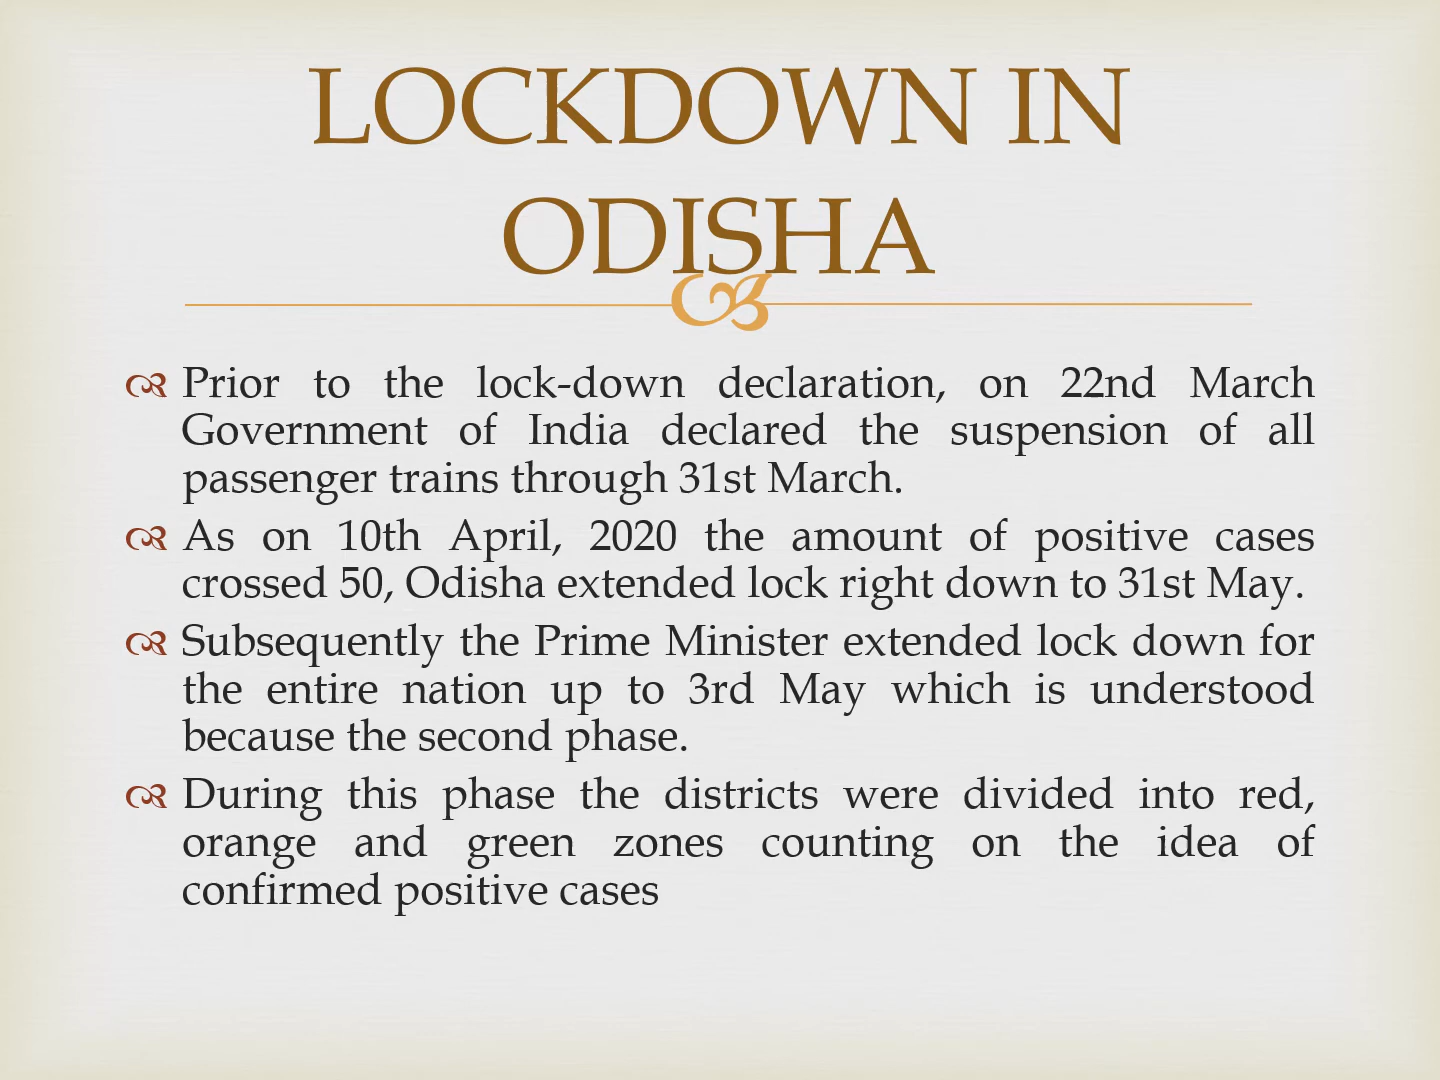 LOCKDOWN IN
ODISHA
Prior to the lock-down declaration, on 22nd March
Government of India declared the suspension of all
passenger trains through 31st March.
As on 10th April, 2020 the amount of positive cases
crossed 50, Odisha extended lock right down to 31st May.
Subsequently the Prime Minister extended lock down for
the entire nation up to 3rd May which is understood
because the second phase.
During this phase the districts were divided into red,
orange and green zones counting on the idea of
confirmed positive cases